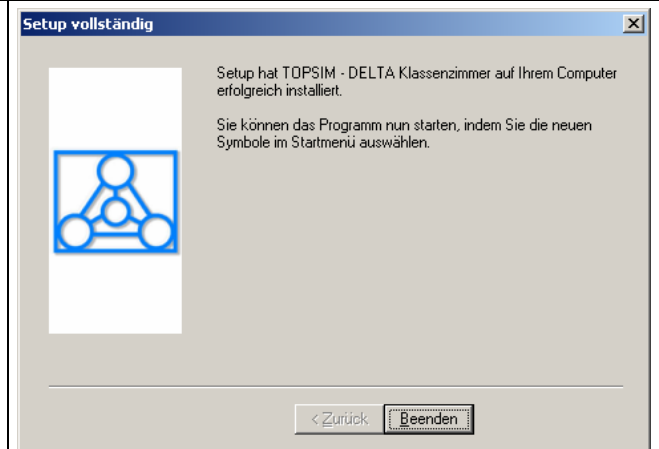 Setup vollständig
Setup hat TOPSIM - DELTA Klassenzimmer auf Ihrem Computer
erfolgreich installiert.
Sie können das Programm nun starten, indem Sie die neuen
Symbole im Startmenü auswählen.
< Zurück
Beenden